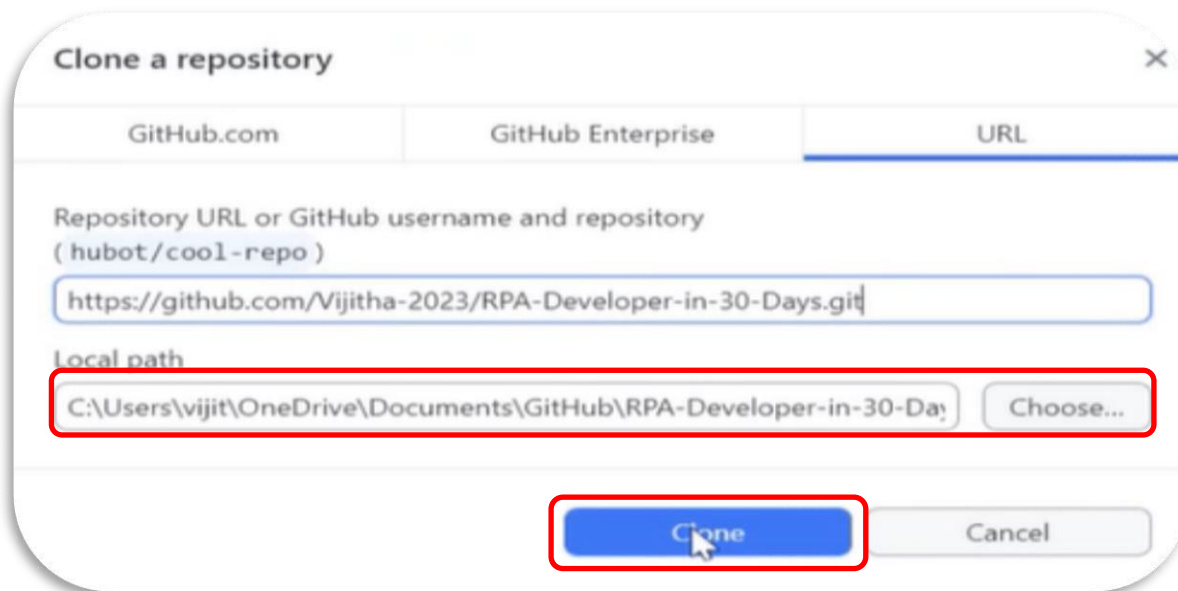 Clone a repository
GitHub.com GitHub Enterprise URL
Repository URL or GitHub username and repository
(hubot/cool-repo)
https://github.com/Vijitha-2023/RPA-Developer-in-30-Days.git
Local path
C:\Users\vijit\OneDrive\Documents\GitHub\RPA-Developer-in-30-Day Choose...
Clone Cancel